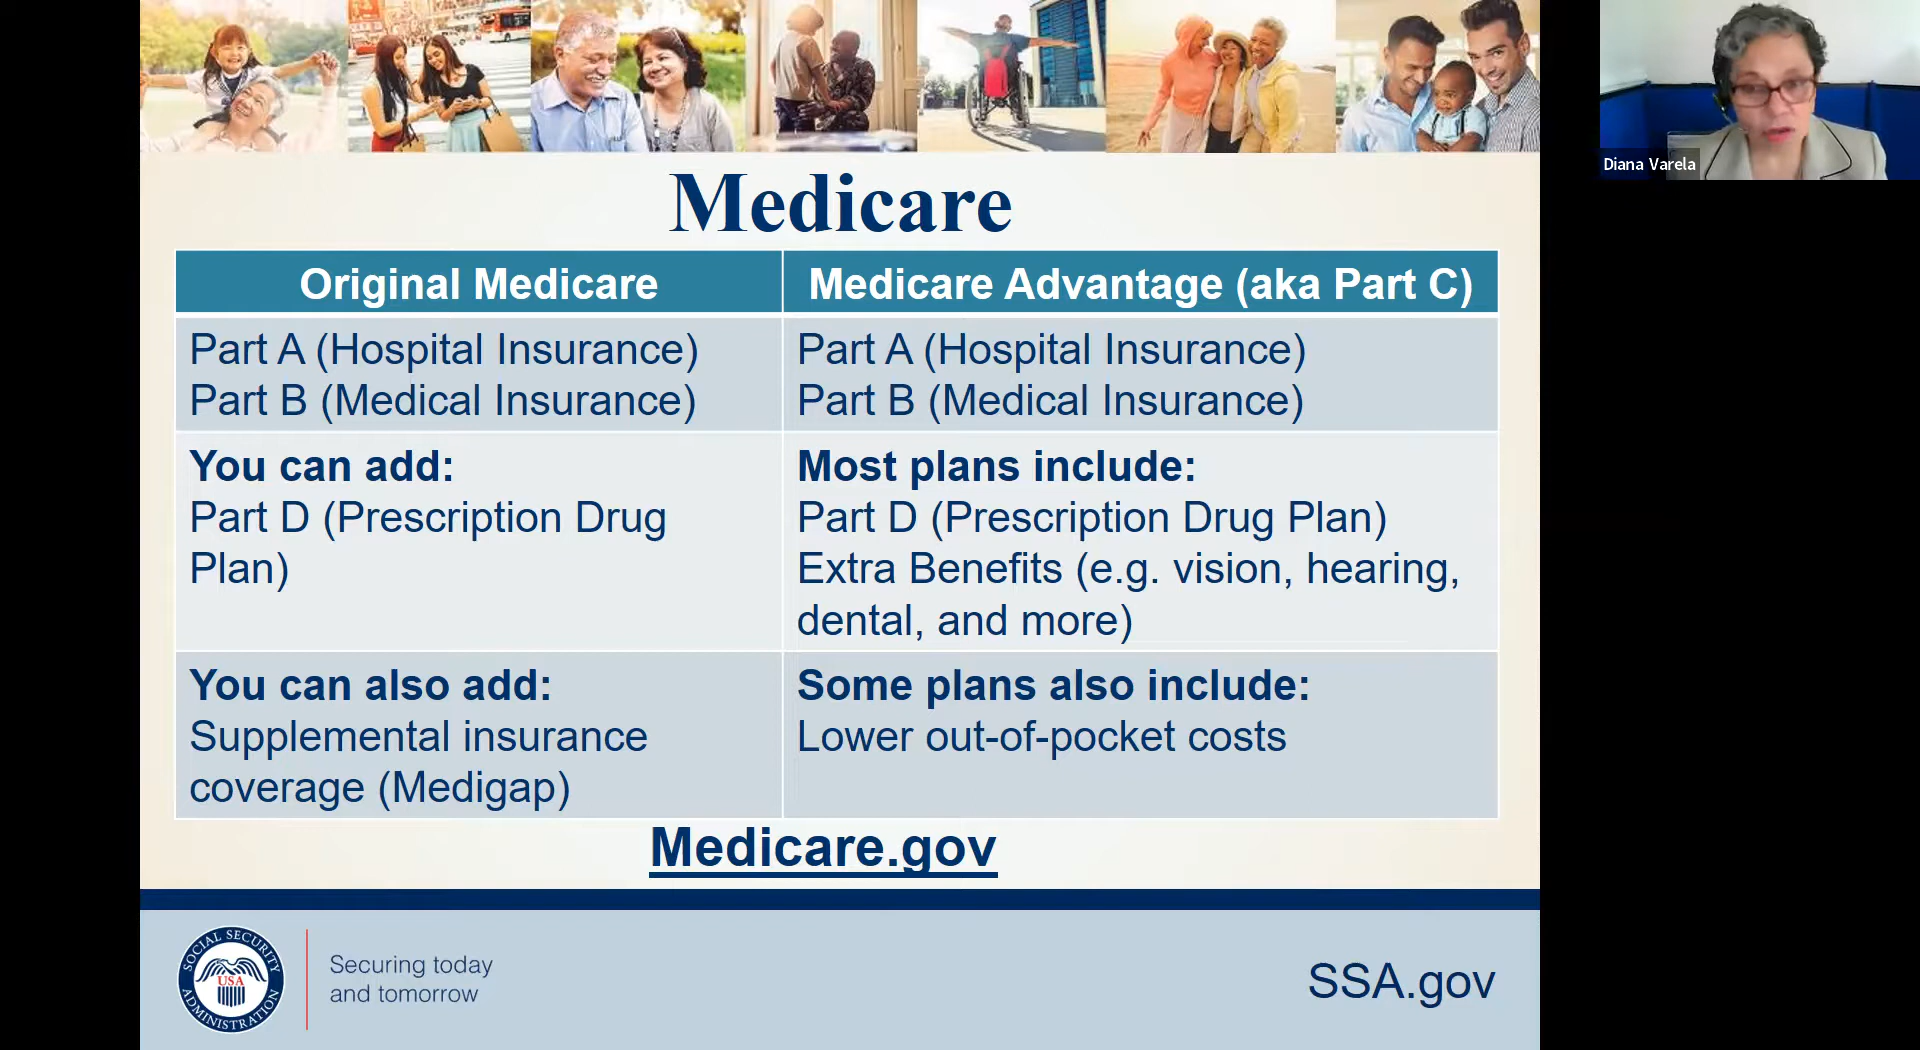 Diana Varela
Medicare
Original Medicare
Medicare Advantage (aka Part C)
Part A (Hospital Insurance)
Part B (Medical Insurance)
Part A (Hospital Insurance)
Part B (Medical Insurance)
You can add:
Part D (Prescription Drug
Plan)
Most plans include:
Part D (Prescription Drug Plan)
Extra Benefits (e.g. vision, hearing,
dental, and more)
You can also add:
Supplemental insurance
coverage (Medigap)
Some plans also include:
Lower out-of-pocket costs
Medicare.gov
SOCIAL SECURITY
USA
ADMINISTRATION
Securing today
and tomorrow
SSA.gov